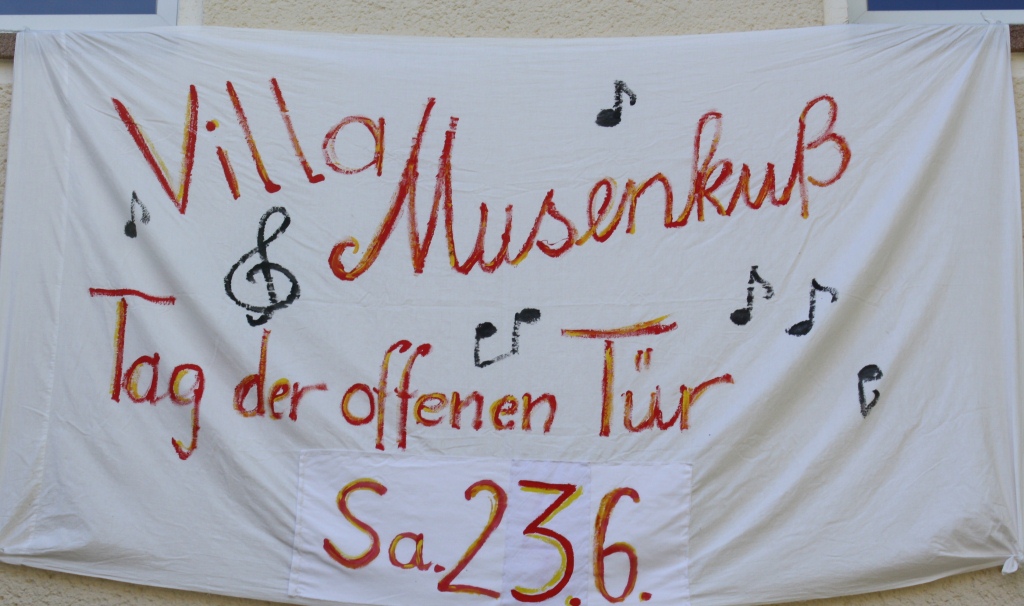 Villa Musenkuß
Tag der offenen Tür
Sa. 23.6.